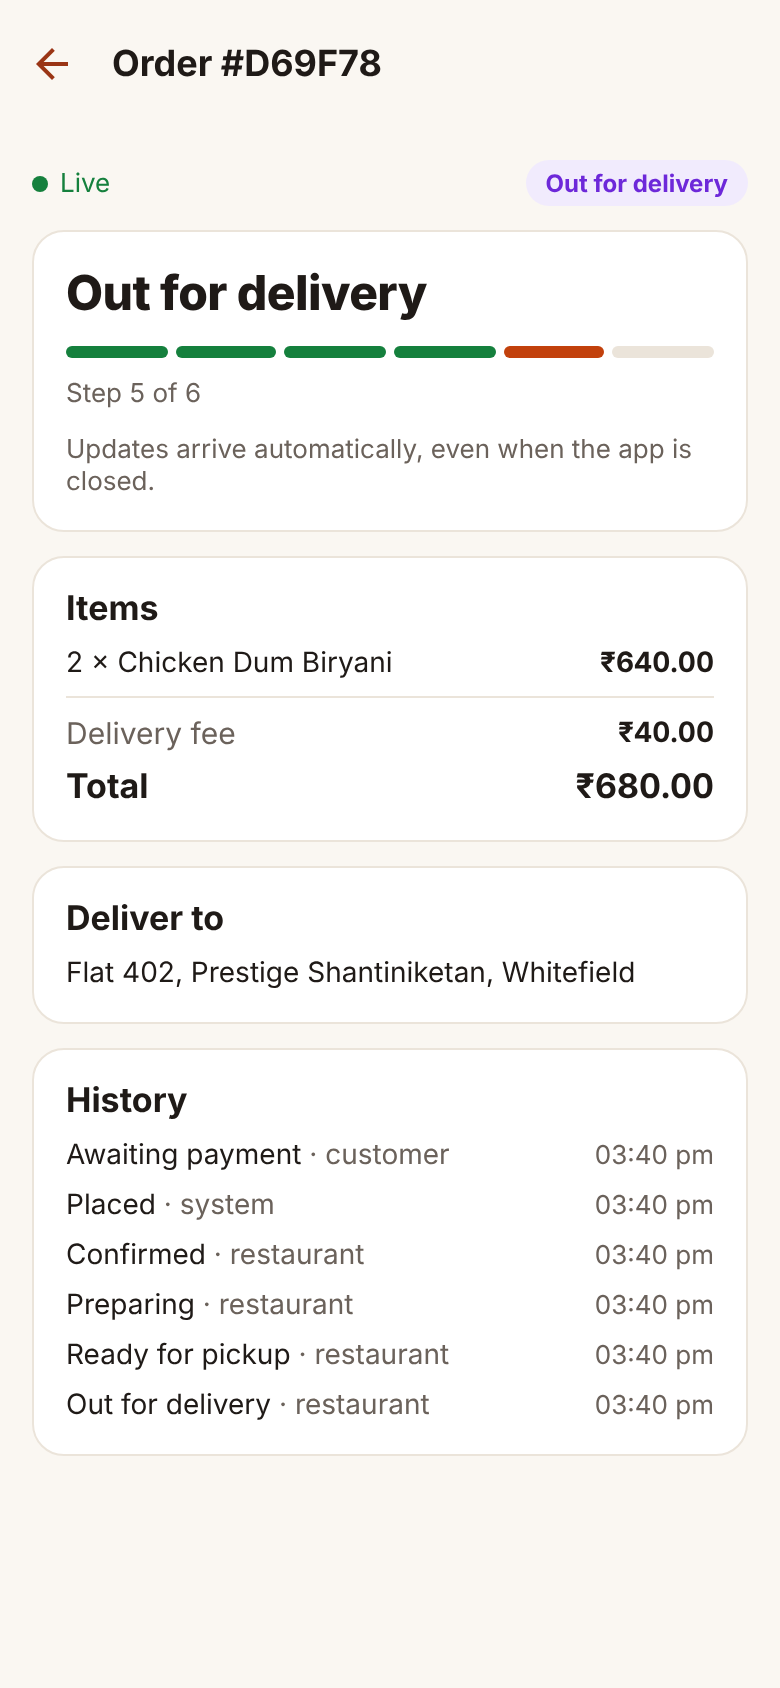 Order #D69F78
Live
Out for delivery
Out for delivery
Step 5 of 6
Updates arrive automatically, even when the app is
closed.
Items
2 × Chicken Dum Biryani ₹640.00
Delivery fee ₹40.00
Total ₹680.00
Deliver to
Flat 402, Prestige Shantiniketan, Whitefield
History
Awaiting payment · customer 03:40 pm
Placed · system 03:40 pm
Confirmed · restaurant 03:40 pm
Preparing · restaurant 03:40 pm
Ready for pickup · restaurant 03:40 pm
Out for delivery · restaurant 03:40 pm